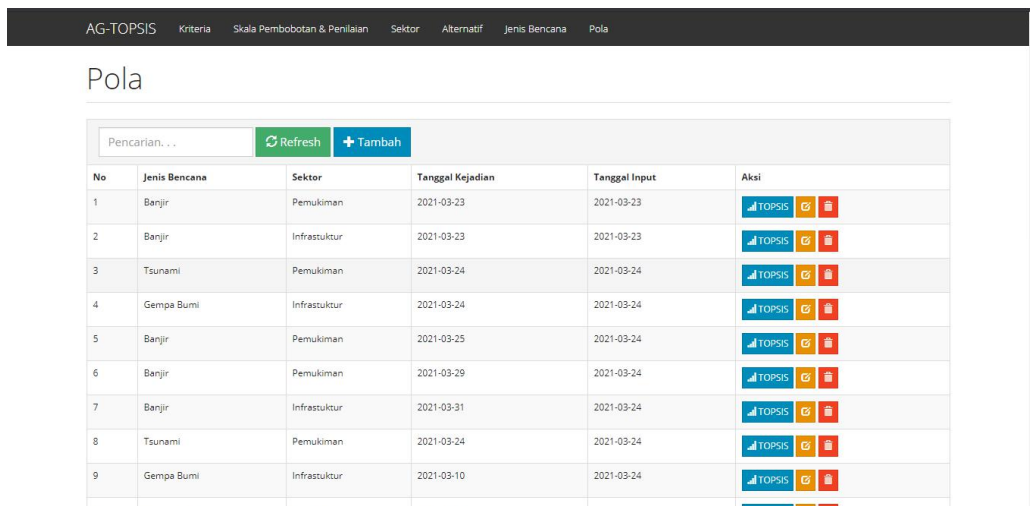 AG-TOPSIS Kriteria Skala Pembobotan & Penilaian Sektor Alternatif Jenis Bencana Pola
Pola
Pencarian. . . Refresh Tambah
No Jenis Bencana Sektor Tanggal Kejadian Tanggal Input Aksi
1 Banjir Pemukiman 2021-03-23 2021-03-23 TOPSIS
2 Banjir Infrastuktur 2021-03-23 2021-03-23 TOPSIS
3 Tsunami Pemukiman 2021-03-24 2021-03-24 TOPSIS
4 Gempa Bumi Infrastuktur 2021-03-24 2021-03-24 TOPSIS
5 Banjir Pemukiman 2021-03-25 2021-03-24 TOPSIS
6 Banjir Pemukiman 2021-03-29 2021-03-24 TOPSIS
7 Banjir Infrastuktur 2021-03-31 2021-03-24 TOPSIS
8 Tsunami Pemukiman 2021-03-24 2021-03-24 TOPSIS
9 Gempa Bumi Infrastuktur 2021-03-10 2021-03-24 TOPSIS